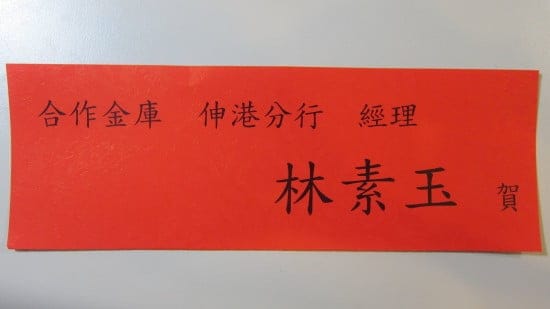 合作金庫 伸港分行 經理
林素玉 賀